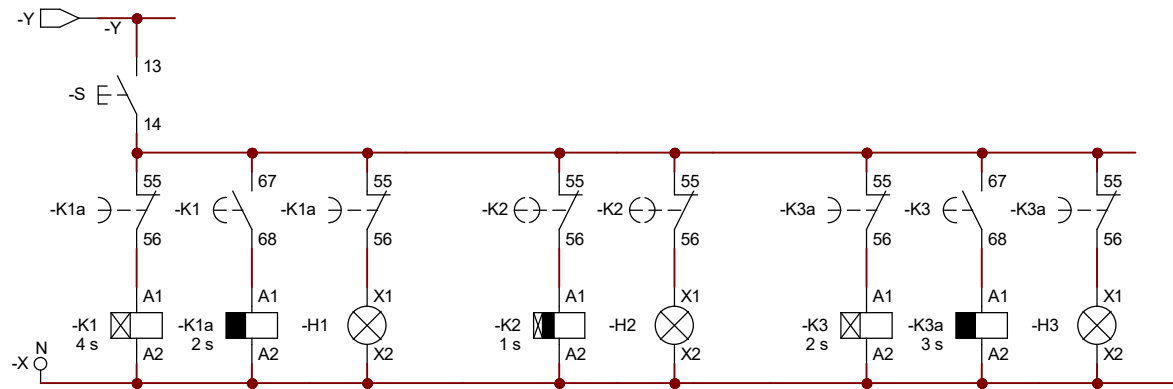 -Y
-Y
13
-S
14
55 67 55 55 55 55 67 55
-K1a -K1 -K1a -K2 -K2 -K3a -K3 -K3a
56 68 56 56 56 56 68 56
A1 A1 X1 A1 X1 A1 A1 X1
-K1 -K1a -H1 -K2 -H2 -K3 -K3a -H3
4 s 2 s 1 s 2 s 3 s
A2 A2 X2 A2 X2 A2 A2 X2
N
-X